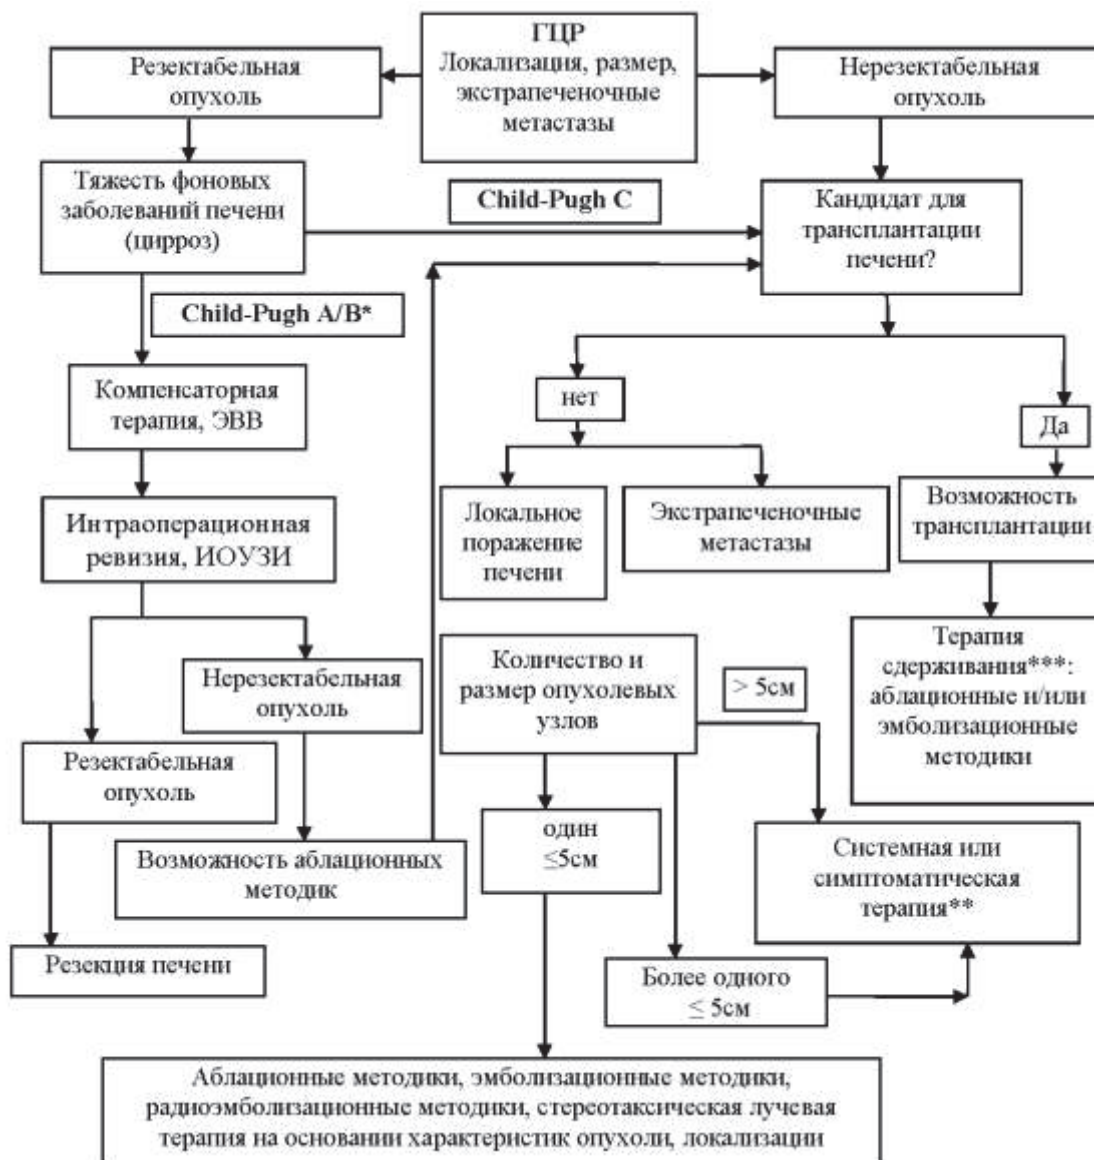 ГЦР
Локализация, размер,
экстрапеченочные
метастазы
Резектабельная
опухоль
Нерезектабельная
опухоль
Тяжесть фоновых
заболеваний печени
(цирроз)
Child-Pugh C
Кандидат для
трансплантации
печени?
Child-Pugh A/B*
Компенсаторная
терапия, ЭВВ
нет
Да
Интраоперационная
ревизия, ИОУЗИ
Локальное
поражение
печени
Экстрапеченочные
метастазы
Возможность
трансплантации
Нерезектабельная
опухоль
Количество и
размер опухолевых
узлов
> 5см
Терапия
сдерживания***:
аблационные и/или
эмболизационные
методики
Резектабельная
опухоль
один
≤5см
Возможность аблационных
методик
Системная или
симптоматическая
терапия**
Резекция печени
Более одного
≤ 5см
Аблационные методики, эмболизационные методики,
радиоэмболизационные методики, стереотаксическая лучевая
терапия на основании характеристик опухоли, локализации